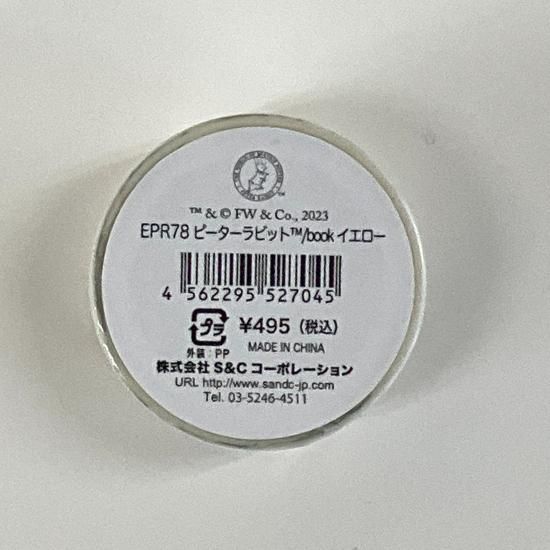 ™ & © FW & Co., 2023
EPR78 ピーターラビット™/book イエロー
4 562295 527045
プラ ¥495（税込）
外装：PP MADE IN CHINA
株式会社 S&C コーポレーション
URL http://www.sandc-jp.com
Tel. 03-5246-4511